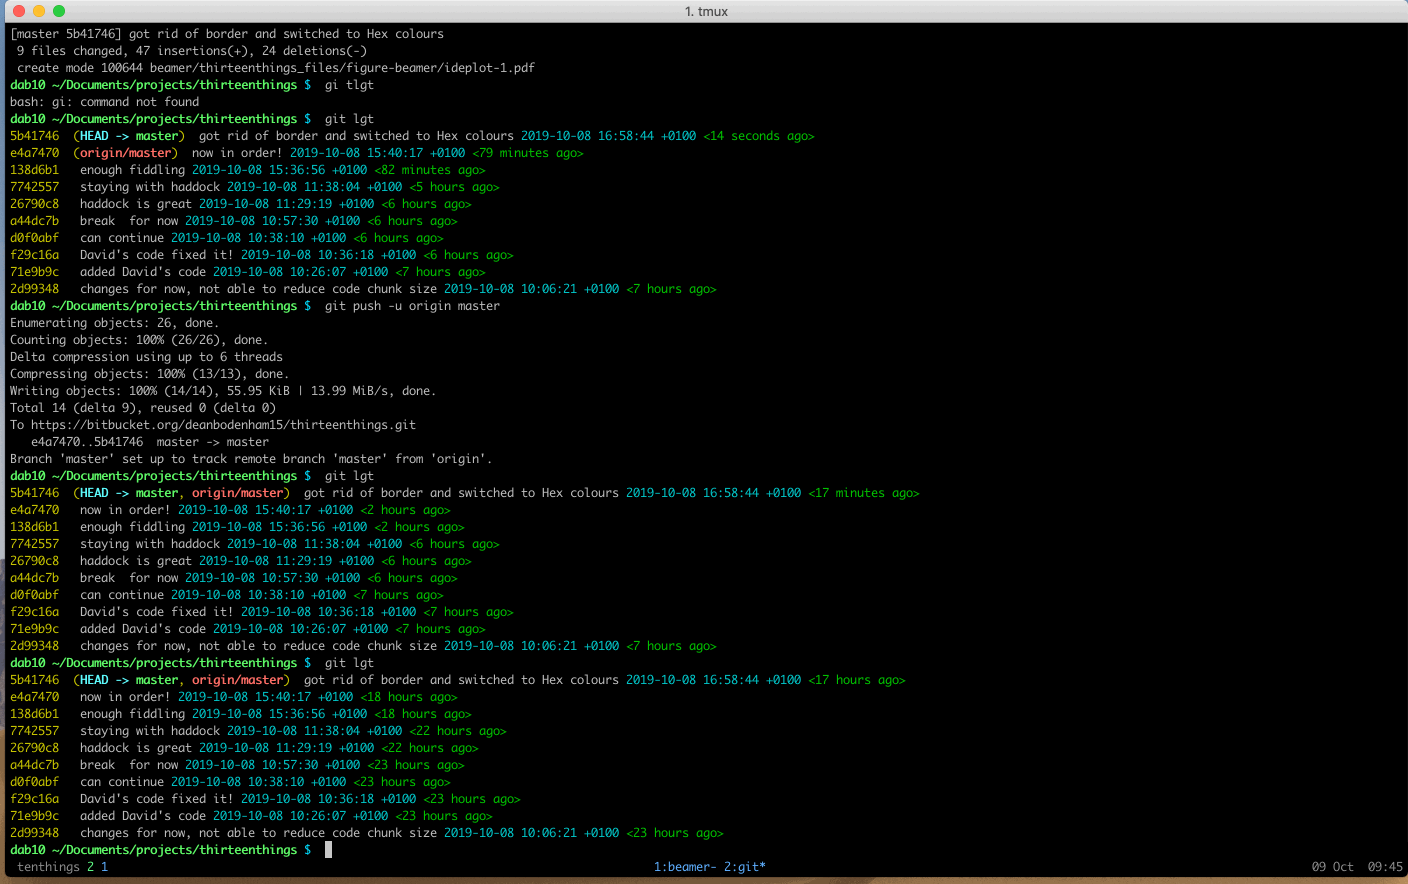 1. tmux
[master 5b41746] got rid of border and switched to Hex colours
 9 files changed, 47 insertions(+), 24 deletions(-)
 create mode 100644 beamer/thirteenthings_files/figure-beamer/ideplot-1.pdf
dab10 ~/Documents/projects/thirteenthings $  gi tlgt
bash: gi: command not found
dab10 ~/Documents/projects/thirteenthings $  git lgt
5b41746  (HEAD -> master)  got rid of border and switched to Hex colours 2019-10-08 16:58:44 +0100 <14 seconds ago>
e4a7470  (origin/master)  now in order! 2019-10-08 15:40:17 +0100 <79 minutes ago>
138d6b1   enough fiddling 2019-10-08 15:36:56 +0100 <82 minutes ago>
7742557   staying with haddock 2019-10-08 11:38:04 +0100 <5 hours ago>
26790c8   haddock is great 2019-10-08 11:29:19 +0100 <6 hours ago>
a44dc7b   break  for now 2019-10-08 10:57:30 +0100 <6 hours ago>
d0f0abf   can continue 2019-10-08 10:38:10 +0100 <6 hours ago>
f29c16a   David's code fixed it! 2019-10-08 10:36:18 +0100 <6 hours ago>
71e9b9c   added David's code 2019-10-08 10:26:07 +0100 <7 hours ago>
2d99348   changes for now, not able to reduce code chunk size 2019-10-08 10:06:21 +0100 <7 hours ago>
dab10 ~/Documents/projects/thirteenthings $  git push -u origin master
Enumerating objects: 26, done.
Counting objects: 100% (26/26), done.
Delta compression using up to 6 threads
Compressing objects: 100% (13/13), done.
Writing objects: 100% (14/14), 55.95 KiB | 13.99 MiB/s, done.
Total 14 (delta 9), reused 0 (delta 0)
To https://bitbucket.org/deanbodenham15/thirteenthings.git
   e4a7470..5b41746  master -> master
Branch 'master' set up to track remote branch 'master' from 'origin'.
dab10 ~/Documents/projects/thirteenthings $  git lgt
5b41746  (HEAD -> master, origin/master)  got rid of border and switched to Hex colours 2019-10-08 16:58:44 +0100 <17 minutes ago>
e4a7470   now in order! 2019-10-08 15:40:17 +0100 <2 hours ago>
138d6b1   enough fiddling 2019-10-08 15:36:56 +0100 <2 hours ago>
7742557   staying with haddock 2019-10-08 11:38:04 +0100 <6 hours ago>
26790c8   haddock is great 2019-10-08 11:29:19 +0100 <6 hours ago>
a44dc7b   break  for now 2019-10-08 10:57:30 +0100 <6 hours ago>
d0f0abf   can continue 2019-10-08 10:38:10 +0100 <7 hours ago>
f29c16a   David's code fixed it! 2019-10-08 10:36:18 +0100 <7 hours ago>
71e9b9c   added David's code 2019-10-08 10:26:07 +0100 <7 hours ago>
2d99348   changes for now, not able to reduce code chunk size 2019-10-08 10:06:21 +0100 <7 hours ago>
dab10 ~/Documents/projects/thirteenthings $  git lgt
5b41746  (HEAD -> master, origin/master)  got rid of border and switched to Hex colours 2019-10-08 16:58:44 +0100 <17 hours ago>
e4a7470   now in order! 2019-10-08 15:40:17 +0100 <18 hours ago>
138d6b1   enough fiddling 2019-10-08 15:36:56 +0100 <18 hours ago>
7742557   staying with haddock 2019-10-08 11:38:04 +0100 <22 hours ago>
26790c8   haddock is great 2019-10-08 11:29:19 +0100 <22 hours ago>
a44dc7b   break  for now 2019-10-08 10:57:30 +0100 <23 hours ago>
d0f0abf   can continue 2019-10-08 10:38:10 +0100 <23 hours ago>
f29c16a   David's code fixed it! 2019-10-08 10:36:18 +0100 <23 hours ago>
71e9b9c   added David's code 2019-10-08 10:26:07 +0100 <23 hours ago>
2d99348   changes for now, not able to reduce code chunk size 2019-10-08 10:06:21 +0100 <23 hours ago>
dab10 ~/Documents/projects/thirteenthings $
tenthings 2 1  1:beamer- 2:git*  09 Oct  09:45